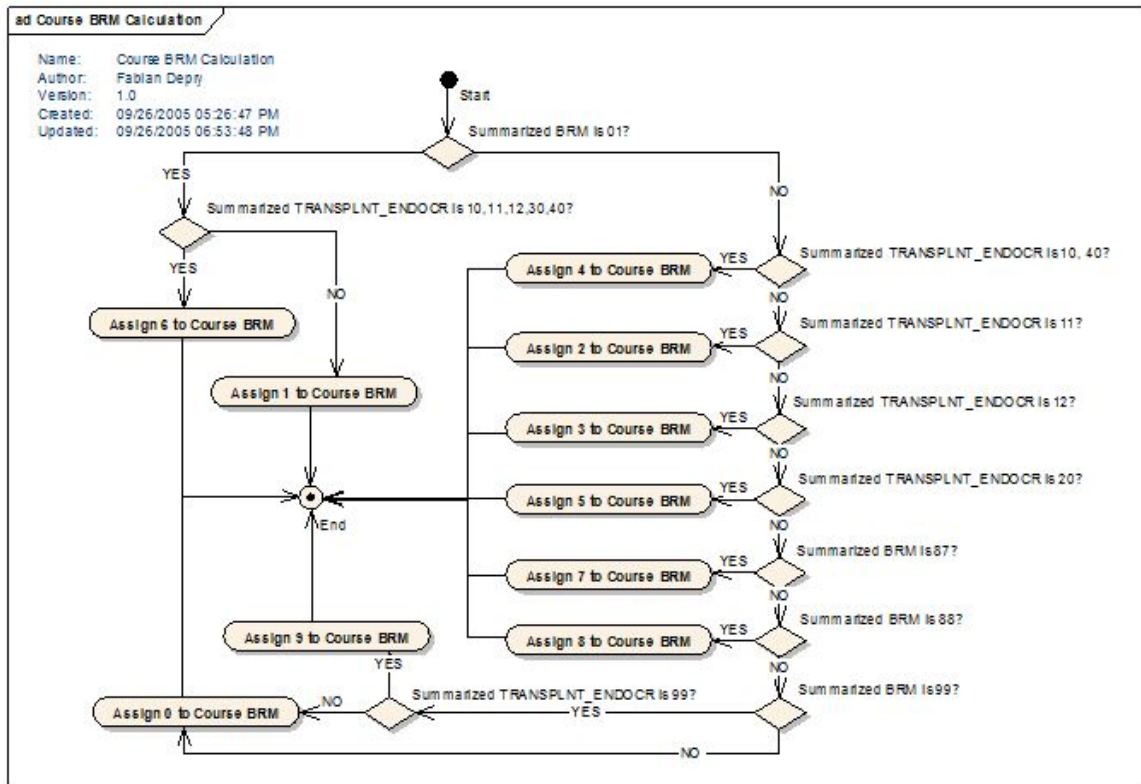 ad Course BRM Calculation
Name: Course BRM Calculation
Author: Fabian Depry
Version: 1.0
Created: 09/26/2005 05:26:47 PM
Updated: 09/26/2005 06:53:48 PM
Start
Summarized BRM Is 01?
YES
NO
Summarized TRANSPLNT_ENDOCR Is 10,11,12,30,40?
YES
NO
Assign 6 to Course BRM
Assign 1 to Course BRM
Summarized TRANSPLNT_ENDOCR Is 10, 40?
YES
Assign 4 to Course BRM
NO
Summarized TRANSPLNT_ENDOCR Is 11?
YES
Assign 2 to Course BRM
NO
Summarized TRANSPLNT_ENDOCR Is 12?
YES
Assign 3 to Course BRM
NO
Summarized TRANSPLNT_ENDOCR Is 20?
YES
Assign 5 to Course BRM
End
NO
Summarized BRM Is 87?
YES
Assign 7 to Course BRM
NO
Summarized BRM Is 88?
YES
Assign 8 to Course BRM
Assign 9 to Course BRM
NO
Summarized BRM Is 99?
YES
YES
Summarized TRANSPLNT_ENDOCR Is 99?
NO
Assign 0 to Course BRM
NO